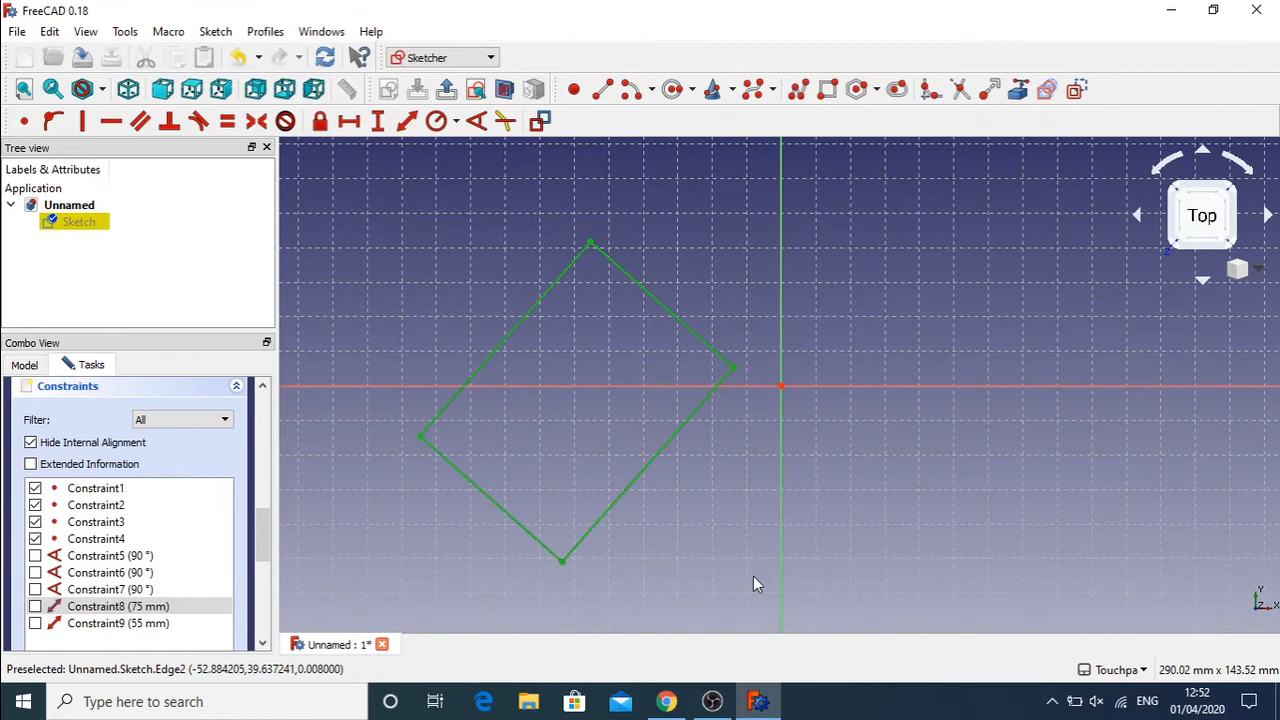 FreeCAD 0.18
File Edit View Tools Macro Sketch Profiles Windows Help
Sketcher
Tree view
Labels & Attributes
Application
Unnamed
Sketch
Top
Combo View
Model Tasks
Constraints
Filter: All
Hide Internal Alignment
Extended Information
Constraint1
Constraint2
Constraint3
Constraint4
Constraint5 (90 °)
Constraint6 (90 °)
Constraint7 (90 °)
Constraint8 (75 mm)
Constraint9 (55 mm)
Y
Z X
Unnamed : 1*
Preselected: Unnamed.Sketch.Edge2 (-52.884205,39.637241,0.008000) Touchpa 290.02 mm x 143.52 mm
Type here to search ENG 12:52
01/04/2020